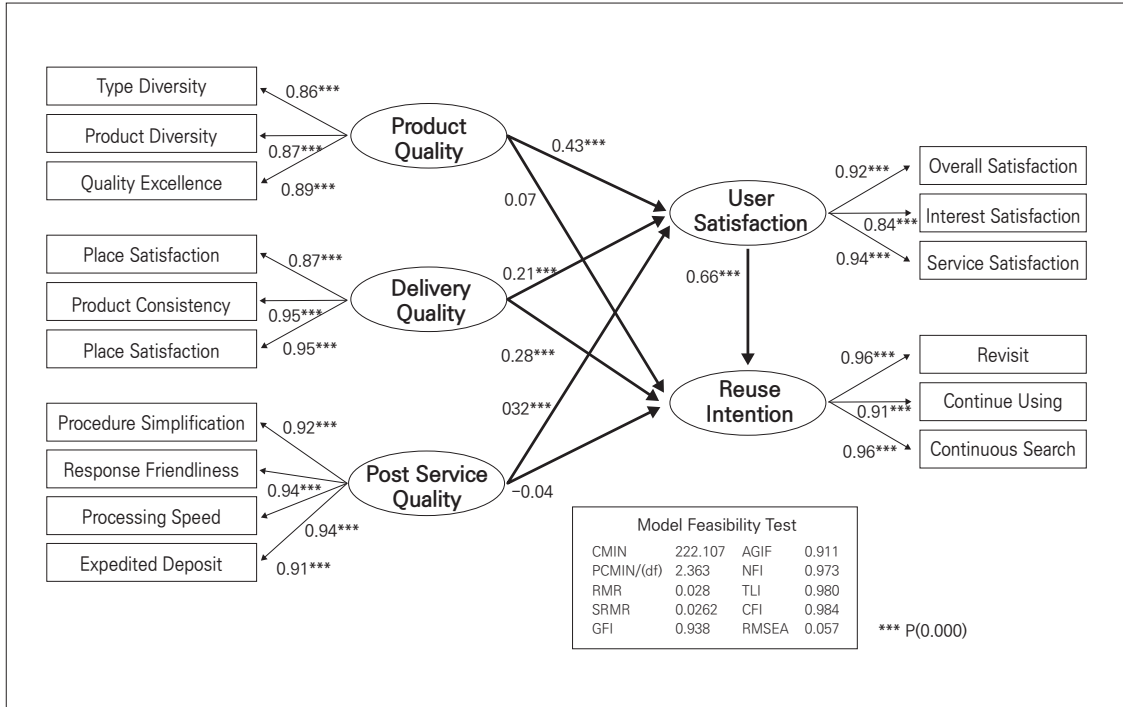 Type Diversity
Product Diversity
Quality Excellence
0.86***
0.87***
0.89***
Product
Quality
Place Satisfaction
Product Consistency
Place Satisfaction
0.87***
0.95***
0.95***
Delivery
Quality
Procedure Simplification
Response Friendliness
Processing Speed
Expedited Deposit
0.92***
0.94***
0.94***
0.91***
Post Service
Quality
0.43***
0.07
0.21***
0.28***
032***
−0.04
User
Satisfaction
0.66***
Reuse
Intention
0.92***
0.84***
0.94***
Overall Satisfaction
Interest Satisfaction
Service Satisfaction
0.96***
0.91***
0.96***
Revisit
Continue Using
Continuous Search
Model Feasibility Test
CMIN 222.107 AGIF 0.911
PCMIN/(df) 2.363 NFI 0.973
RMR 0.028 TLI 0.980
SRMR 0.0262 CFI 0.984
GFI 0.938 RMSEA 0.057
*** P(0.000)